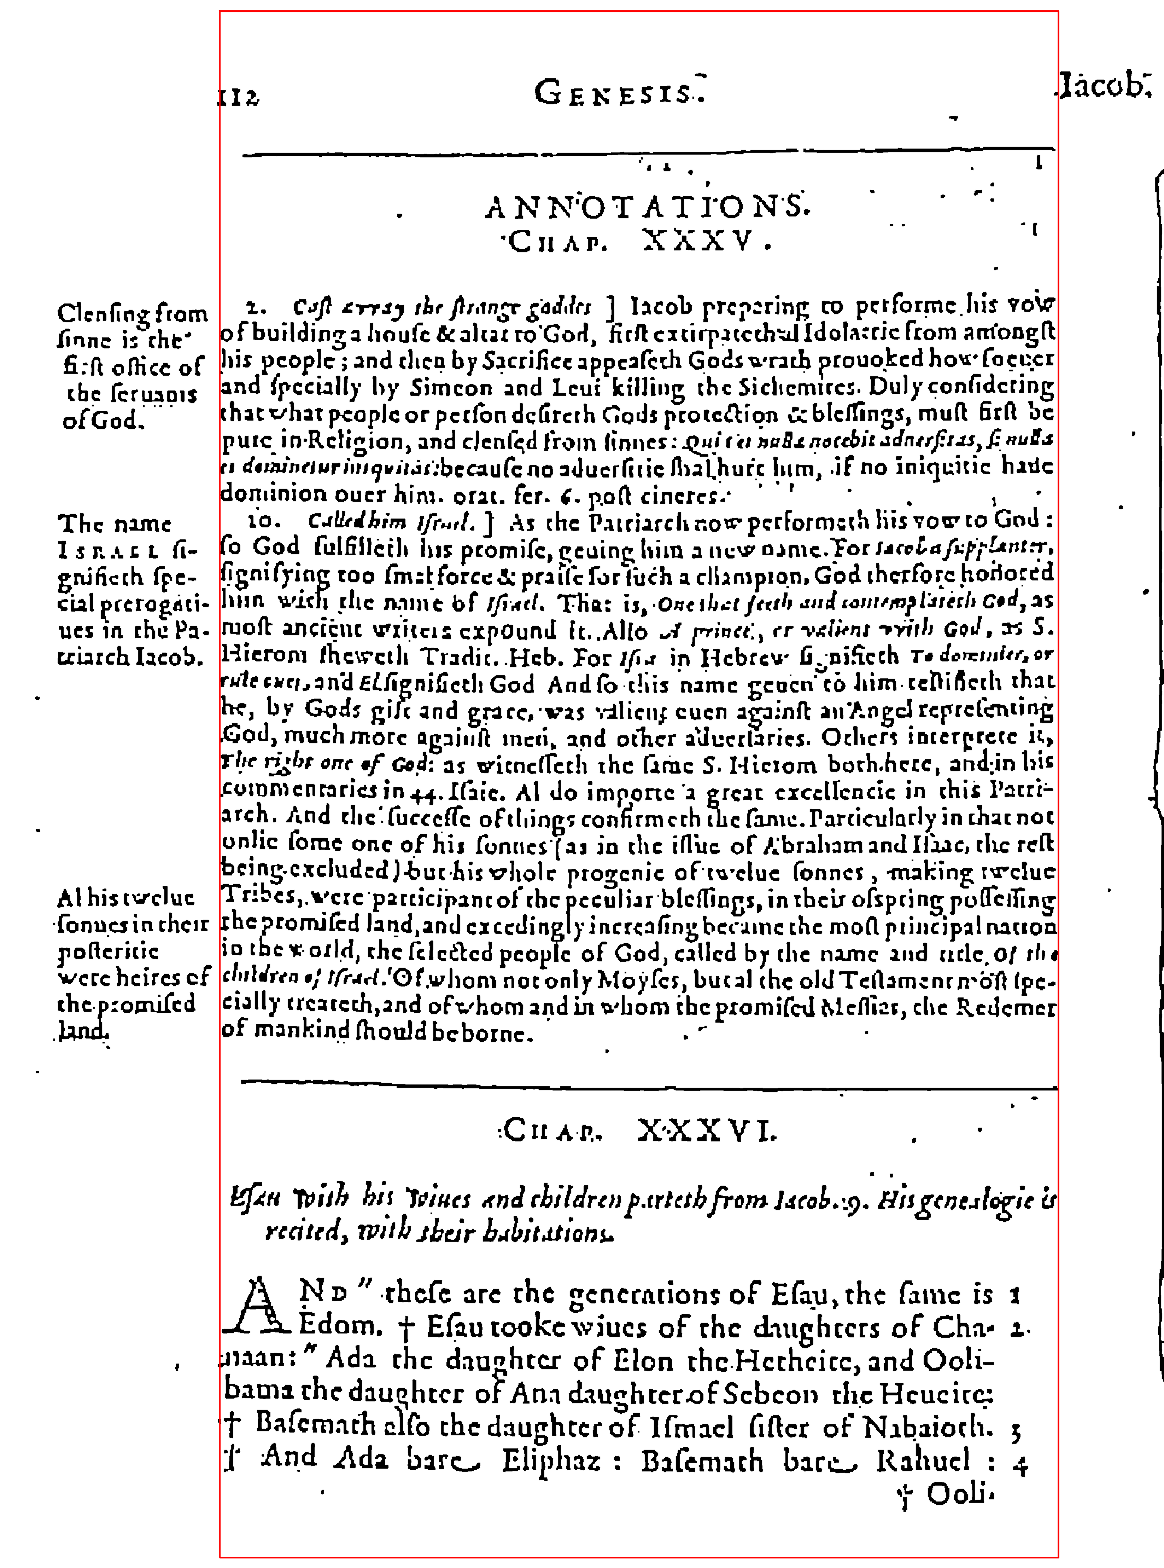 112
GENESIS.
Iacob.
ANNOTATIONS.
CHAP. XXXV.
Clenſing from
ſinne is the
firſt office of
the ſeruants
of God.
2. Caſt away the ſtrange goddes ] Iacob preparing to performe his vow
of building a houſe & altar to God, firſt extirpateth al Idolatrie from amongſt
his people; and then by Sacrifice appeaſeth Gods wrath prouoked howſoeuer
and ſpecially by Simeon and Leui killing the Sichemites. Duly conſidering
that what people or perſon deſireth Gods protection & bleſſings, muſt firſt be
pure in Religion, and clenſed from ſinnes: Qui tei nulla nocebit aduerſitas, ſi nulla
ei dominetur iniquitas: becauſe no aduerſitie ſhal hurt him, if no iniquitie haue
dominion ouer him. orat. fer. 6. poſt cineres.
The name
ISRAEL ſi-
gnifieth ſpe-
cial prerogati-
ues in the Pa-
triarch Iacob.
10. Called him Iſrael. ] As the Patriarch now performeth his vow to God:
ſo God fulfilleth his promiſe, geuing him a new name. For Iacob a ſupplanter,
ſignifying too ſmal force & praiſe for ſuch a champion, God therfore honored
him with the name of Iſrael. That is, One that ſeeth and contemplateth God, as
moſt ancient writers expound it. Alſo A prince, or valient with God, as S.
Hierom ſheweth Tradic. Heb. For Iſra in Hebrew ſignifieth To dominier, or
rule ouer, and El ſignifieth God And ſo this name geuen to him teſtifieth that
he, by Gods gift and grace, was valient euen againſt an Angel repreſenting
God, much more againſt men, and other aduerſaries. Others interprete it,
The right one of God: as witneſſeth the ſame S. Hierom both here, and in his
commentaries in 44. Iſaie. Al do importe a great excellencie in this Patri-
arch. And the ſucceſſe of things confirmeth the ſame. Particularly in that not
onlie ſome one of his ſonnes (as in the iſſue of Abraham and Iſaac, the reſt
being excluded) but his whole progenie of twelue ſonnes, making twelue
Al his twelue
ſonnes in their
poſteritie
were heires of
the promiſed
land.
Tribes, were participant of the peculiar bleſſings, in their ofspring poſſeſſing
the promiſed land, and excedingly increaſing became the moſt principal nation
in the world, the ſelected people of God, called by the name and title of the
children of Iſrael. Of whom not only Moyſes, but al the old Teſtament moſt ſpe-
cially treateth, and of whom and in whom the promiſed Meſſias, the Redemer
of mankind ſhould be borne.
CHAP. XXXVI.
Eſau with his wiues and children parteth from Iacob. 9. His genealogie is
recited, with their habitations.
AND " theſe are the generations of Eſau, the ſame is 1
Edom. † Eſau tooke wiues of the daughters of Cha- 2
naan: " Ada the daughter of Elon the Hetheite, and Ooli-
bama the daughter of Ana daughter of Sebeon the Heueite:
† Baſemath alſo the daughter of Iſmael ſiſter of Nabaioth. 3
† And Ada bare Eliphaz : Baſemath bare Rahuel : 4
† Ooli-